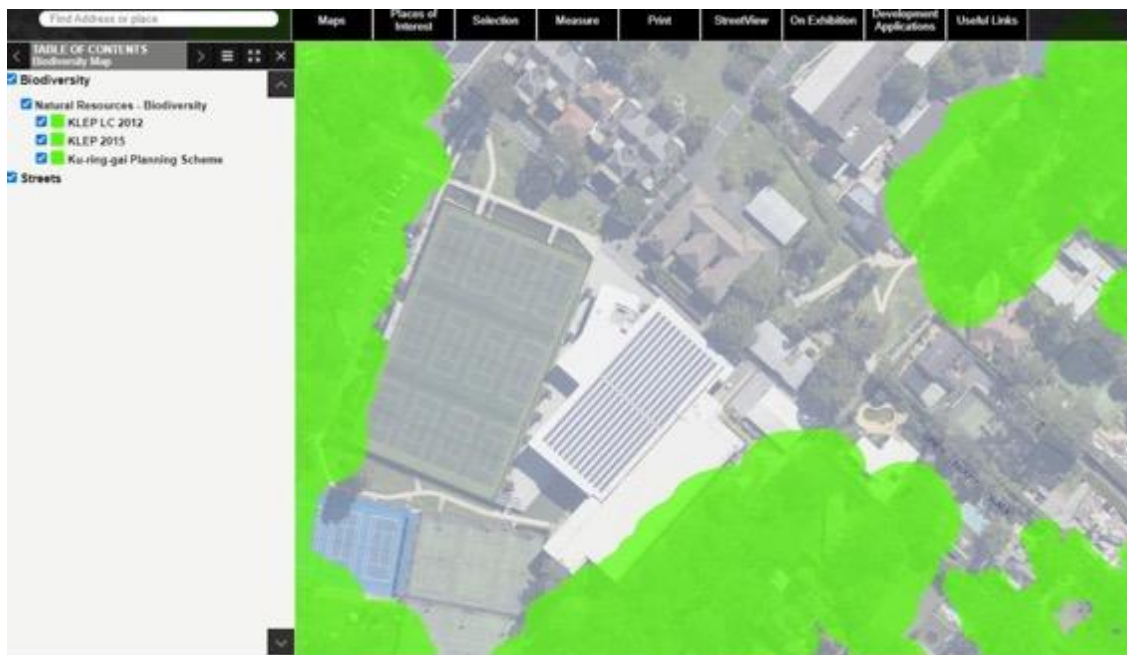 Find Address or place
Maps
Places of
Interest
Selection
Measure
Print
StreetView
On Exhibition
Development
Applications
Useful Links
TABLE OF CONTENTS
Biodiversity Map
Biodiversity
Natural Resources - Biodiversity
KLEP LC 2012
KLEP 2015
Ku-ring-gai Planning Scheme
Streets